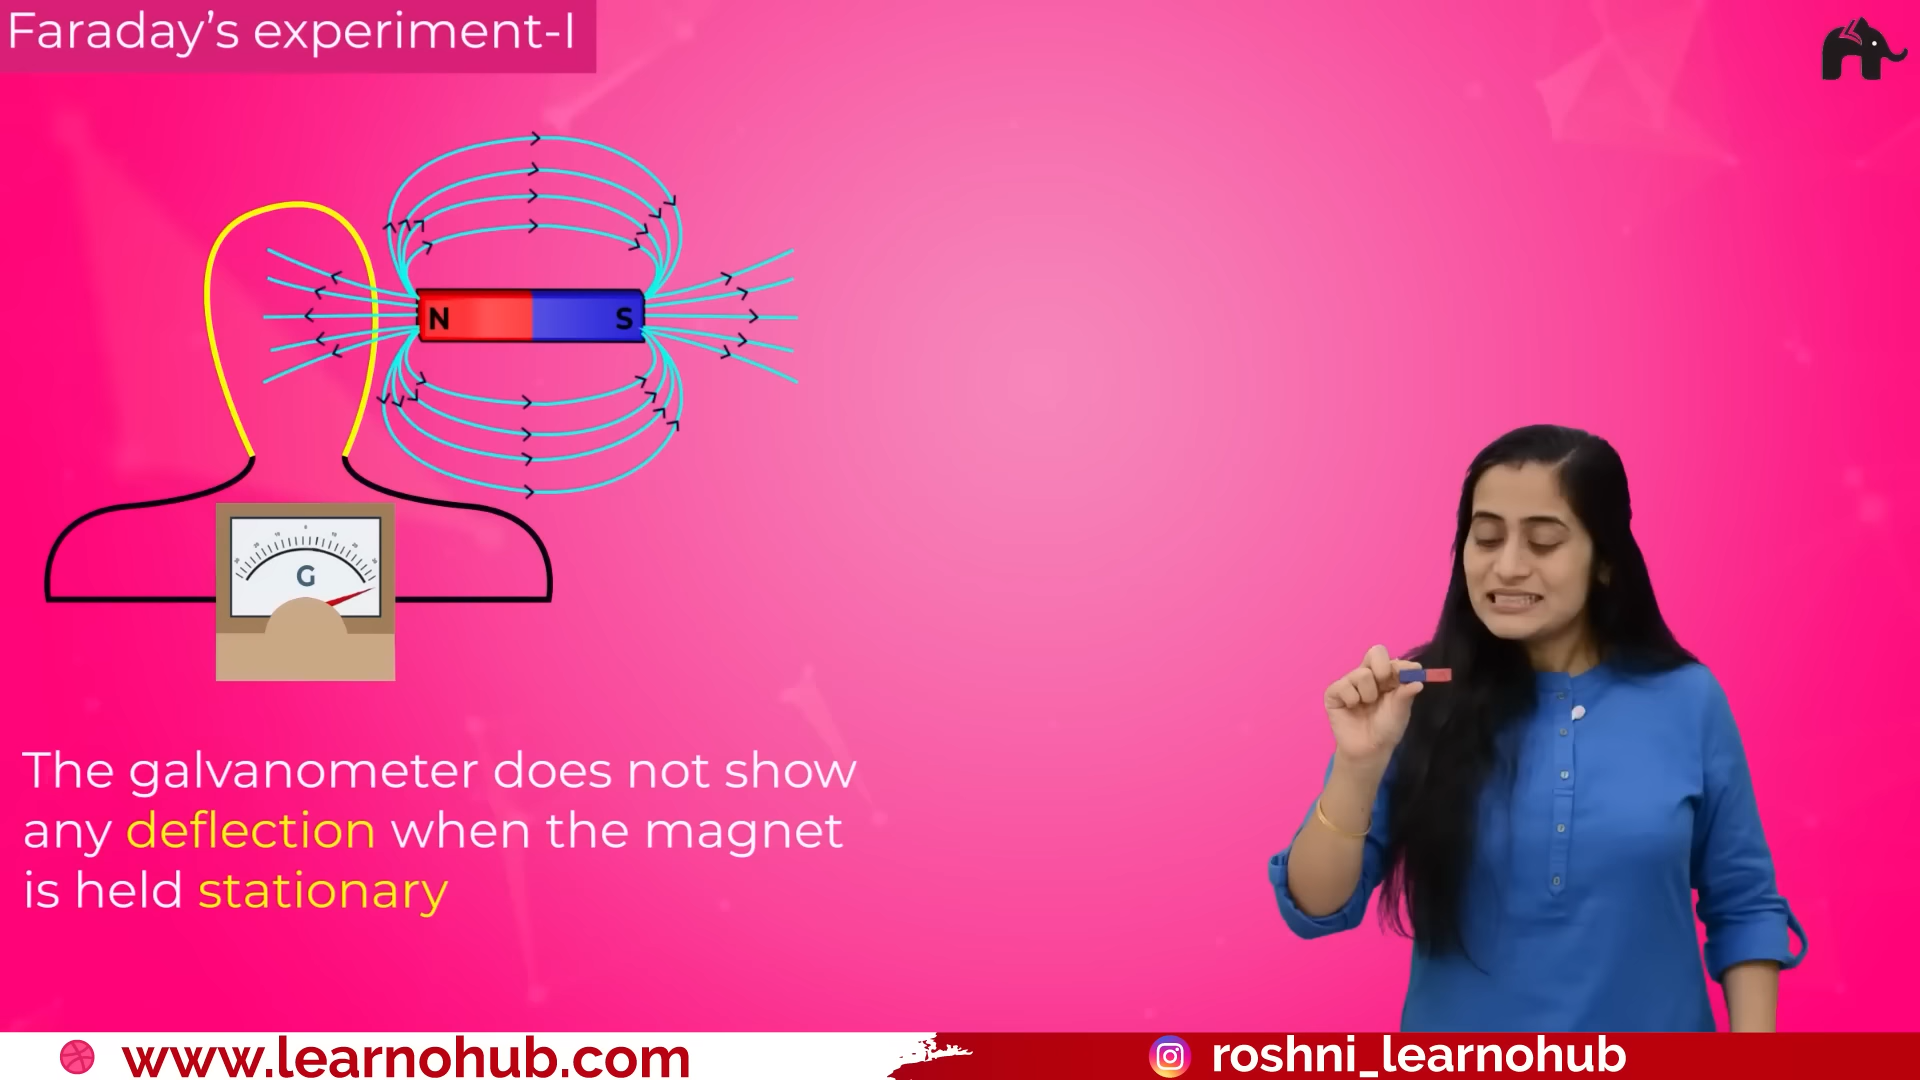 Faraday’s experiment-I
N
S
G
The galvanometer does not show
any deflection when the magnet
is held stationary
www.learnohub.com
roshni_learnohub